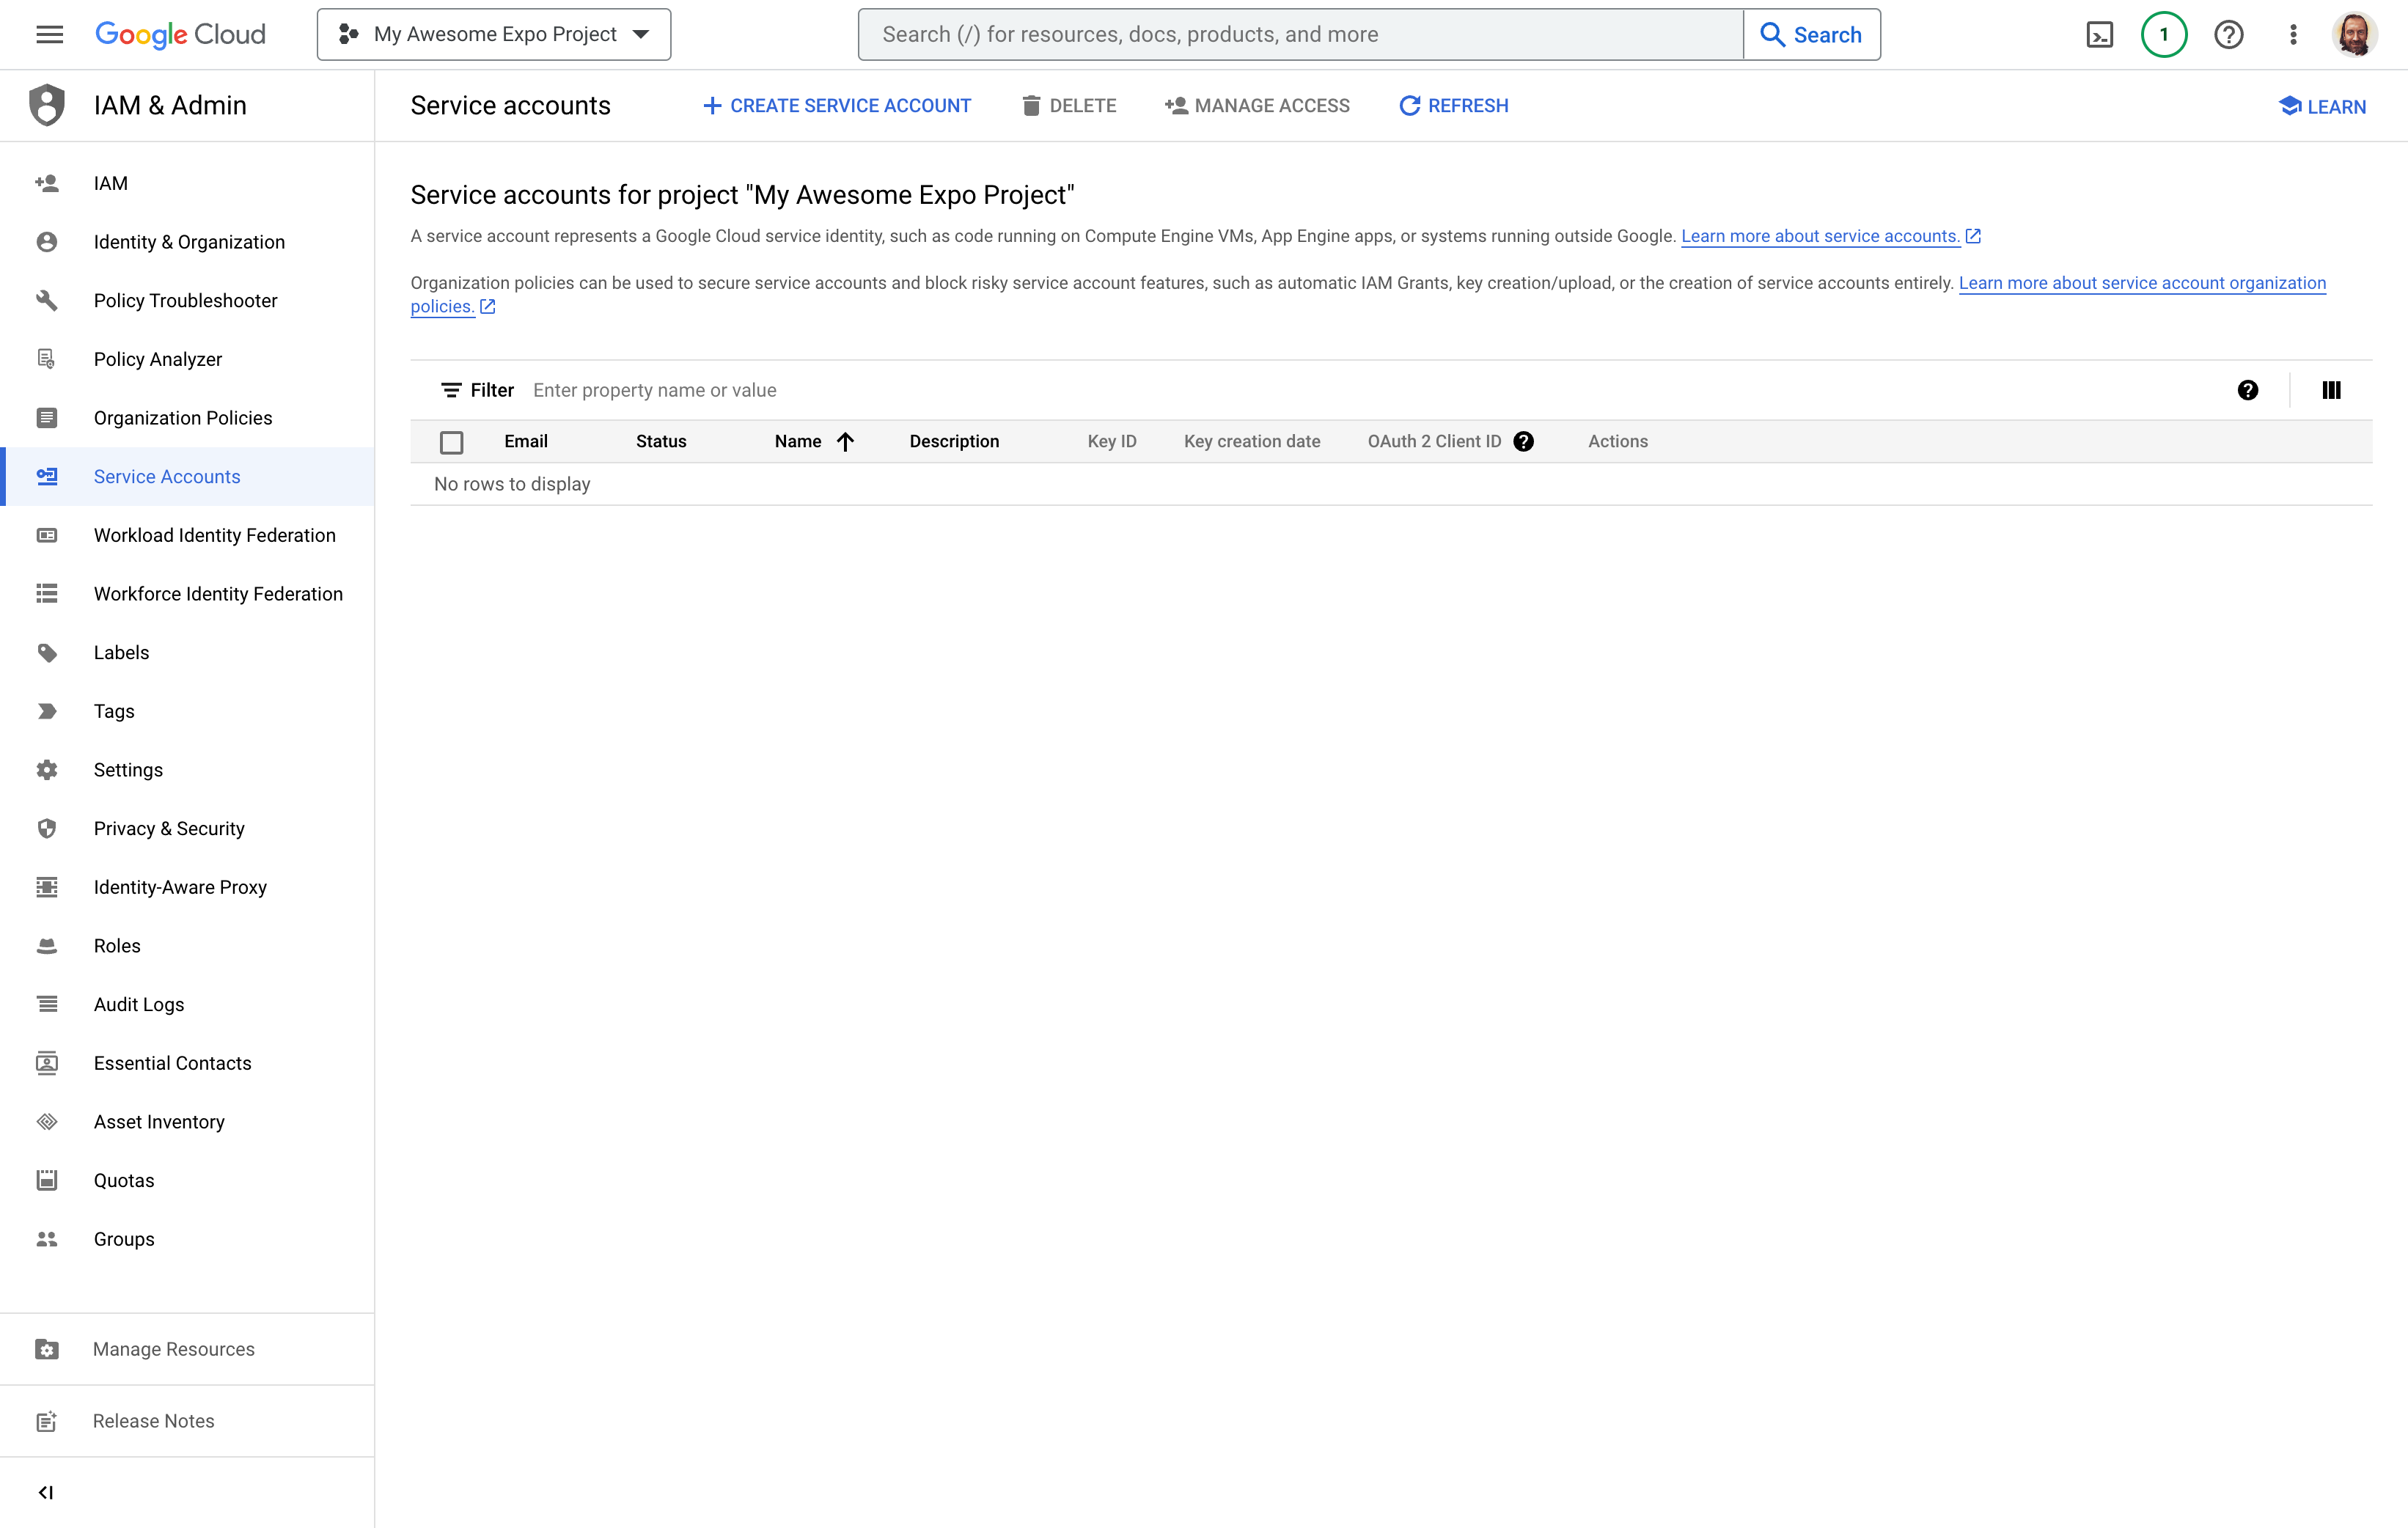 Google Cloud
My Awesome Expo Project
Search (/) for resources, docs, products, and more
Search
1
IAM & Admin
Service accounts
CREATE SERVICE ACCOUNT
DELETE
MANAGE ACCESS
REFRESH
LEARN
IAM
Identity & Organization
Policy Troubleshooter
Policy Analyzer
Organization Policies
Service Accounts
Workload Identity Federation
Workforce Identity Federation
Labels
Tags
Settings
Privacy & Security
Identity-Aware Proxy
Roles
Audit Logs
Essential Contacts
Asset Inventory
Quotas
Groups
Manage Resources
Release Notes
Service accounts for project "My Awesome Expo Project"
A service account represents a Google Cloud service identity, such as code running on Compute Engine VMs, App Engine apps, or systems running outside Google. Learn more about service accounts.
Organization policies can be used to secure service accounts and block risky service account features, such as automatic IAM Grants, key creation/upload, or the creation of service accounts entirely. Learn more about service account organization
policies.
Filter Enter property name or value
Email Status Name Description Key ID Key creation date OAuth 2 Client ID Actions
No rows to display